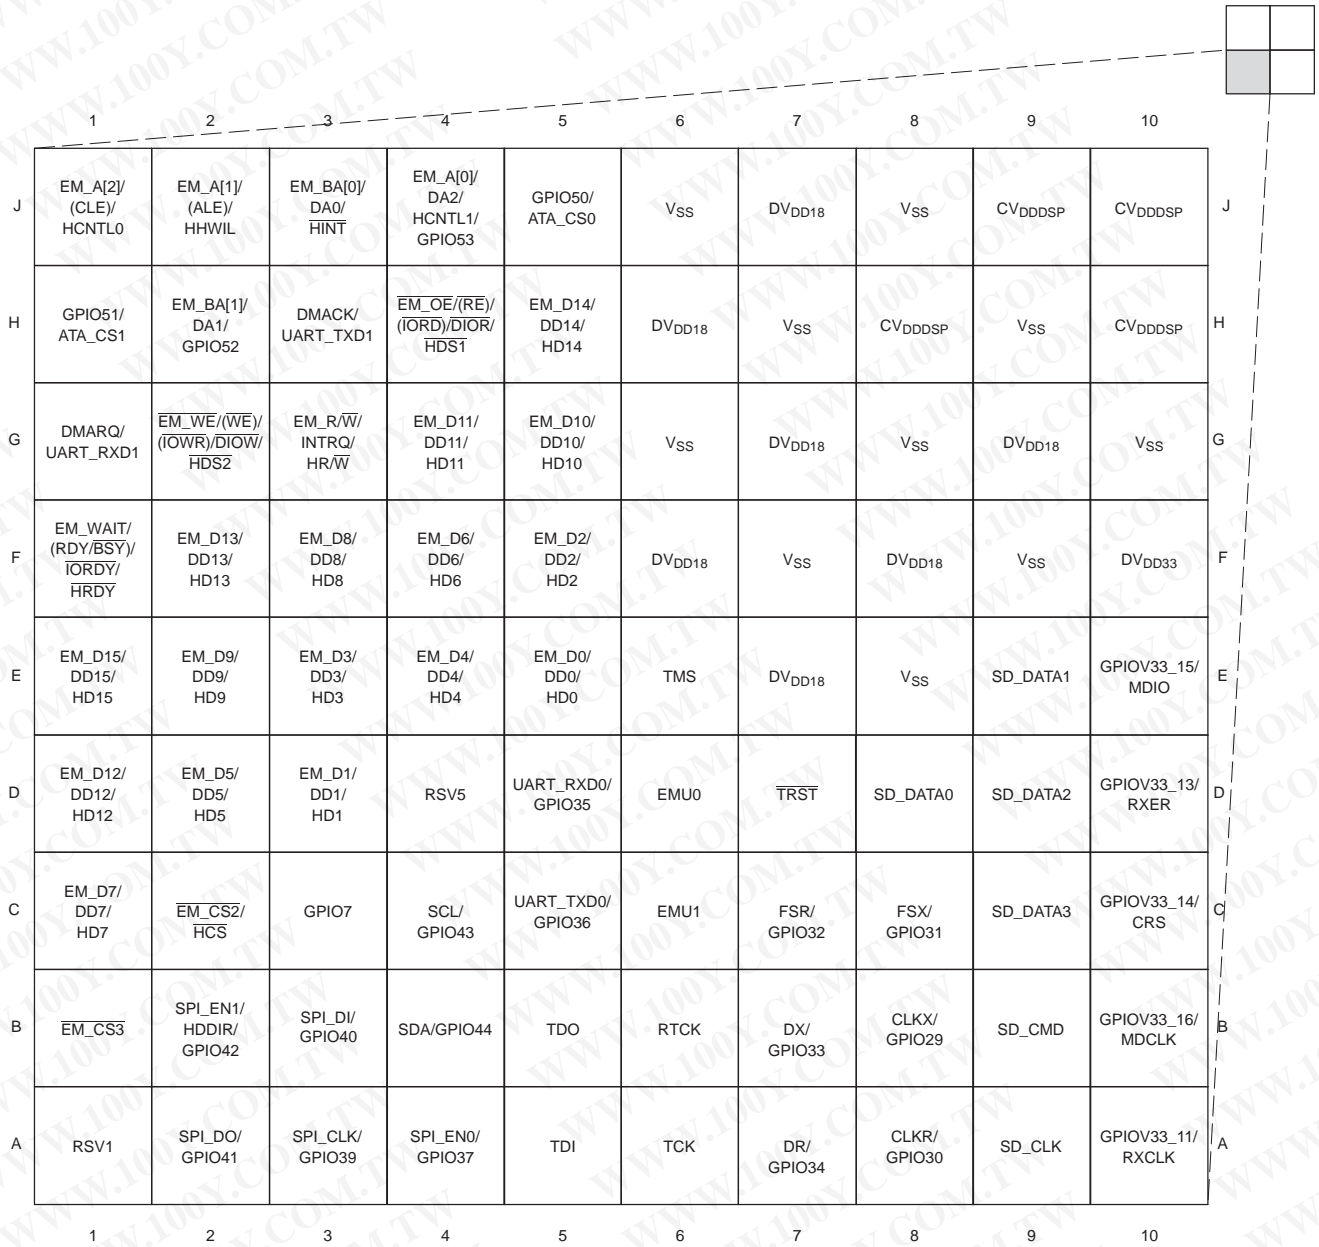 1 2 3 4 5 6 7 8 9 10
J
EM_A[2]/
(CLE)/
HCNTL0
EM_A[1]/
(ALE)/
HHWIL
EM_BA[0]/
DA0/
HINT
EM_A[0]/
DA2/
HCNTL1/
GPIO53
GPIO50/
ATA_CS0
VSS
DVDD18
VSS
CVDDDSP
CVDDDSP
J
H
GPIO51/
ATA_CS1
EM_BA[1]/
DA1/
GPIO52
DMACK/
UART_TXD1
EM_OE/(RE)/
(IORD)/DIOR/
HDS1
EM_D14/
DD14/
HD14
DVDD18
VSS
CVDDDSP
VSS
CVDDDSP
H
G
DMARQ/
UART_RXD1
EM_WE/(WE)/
(IOWR)/DIOW/
HDS2
EM_R/W/
INTRQ/
HR/W
EM_D11/
DD11/
HD11
EM_D10/
DD10/
HD10
VSS
DVDD18
VSS
DVDD18
VSS
G
F
EM_WAIT/
(RDY/BSY)/
IORDY/
HRDY
EM_D13/
DD13/
HD13
EM_D8/
DD8/
HD8
EM_D6/
DD6/
HD6
EM_D2/
DD2/
HD2
DVDD18
VSS
DVDD18
VSS
DVDD33
F
E
EM_D15/
DD15/
HD15
EM_D9/
DD9/
HD9
EM_D3/
DD3/
HD3
EM_D4/
DD4/
HD4
EM_D0/
DD0/
HD0
TMS
DVDD18
VSS
SD_DATA1
GPIOV33_15/
MDIO
E
D
EM_D12/
DD12/
HD12
EM_D5/
DD5/
HD5
EM_D1/
DD1/
HD1
RSV5
UART_RXD0/
GPIO35
EMU0
TRST
SD_DATA0
SD_DATA2
GPIOV33_13/
RXER
D
C
EM_D7/
DD7/
HD7
EM_CS2/
HCS
GPIO7
SCL/
GPIO43
UART_TXD0/
GPIO36
EMU1
FSR/
GPIO32
FSX/
GPIO31
SD_DATA3
GPIOV33_14/
CRS
C
B
EM_CS3
SPI_EN1/
HDDIR/
GPIO42
SPI_DI/
GPIO40
SDA/GPIO44
TDO
RTCK
DX/
GPIO33
CLKX/
GPIO29
SD_CMD
GPIOV33_16/
MDCLK
B
A
RSV1
SPI_DO/
GPIO41
SPI_CLK/
GPIO39
SPI_EN0/
GPIO37
TDI
TCK
DR/
GPIO34
CLKR/
GPIO30
SD_CLK
GPIOV33_11/
RXCLK
A
1 2 3 4 5 6 7 8 9 10
WWW.100Y.COM.TW